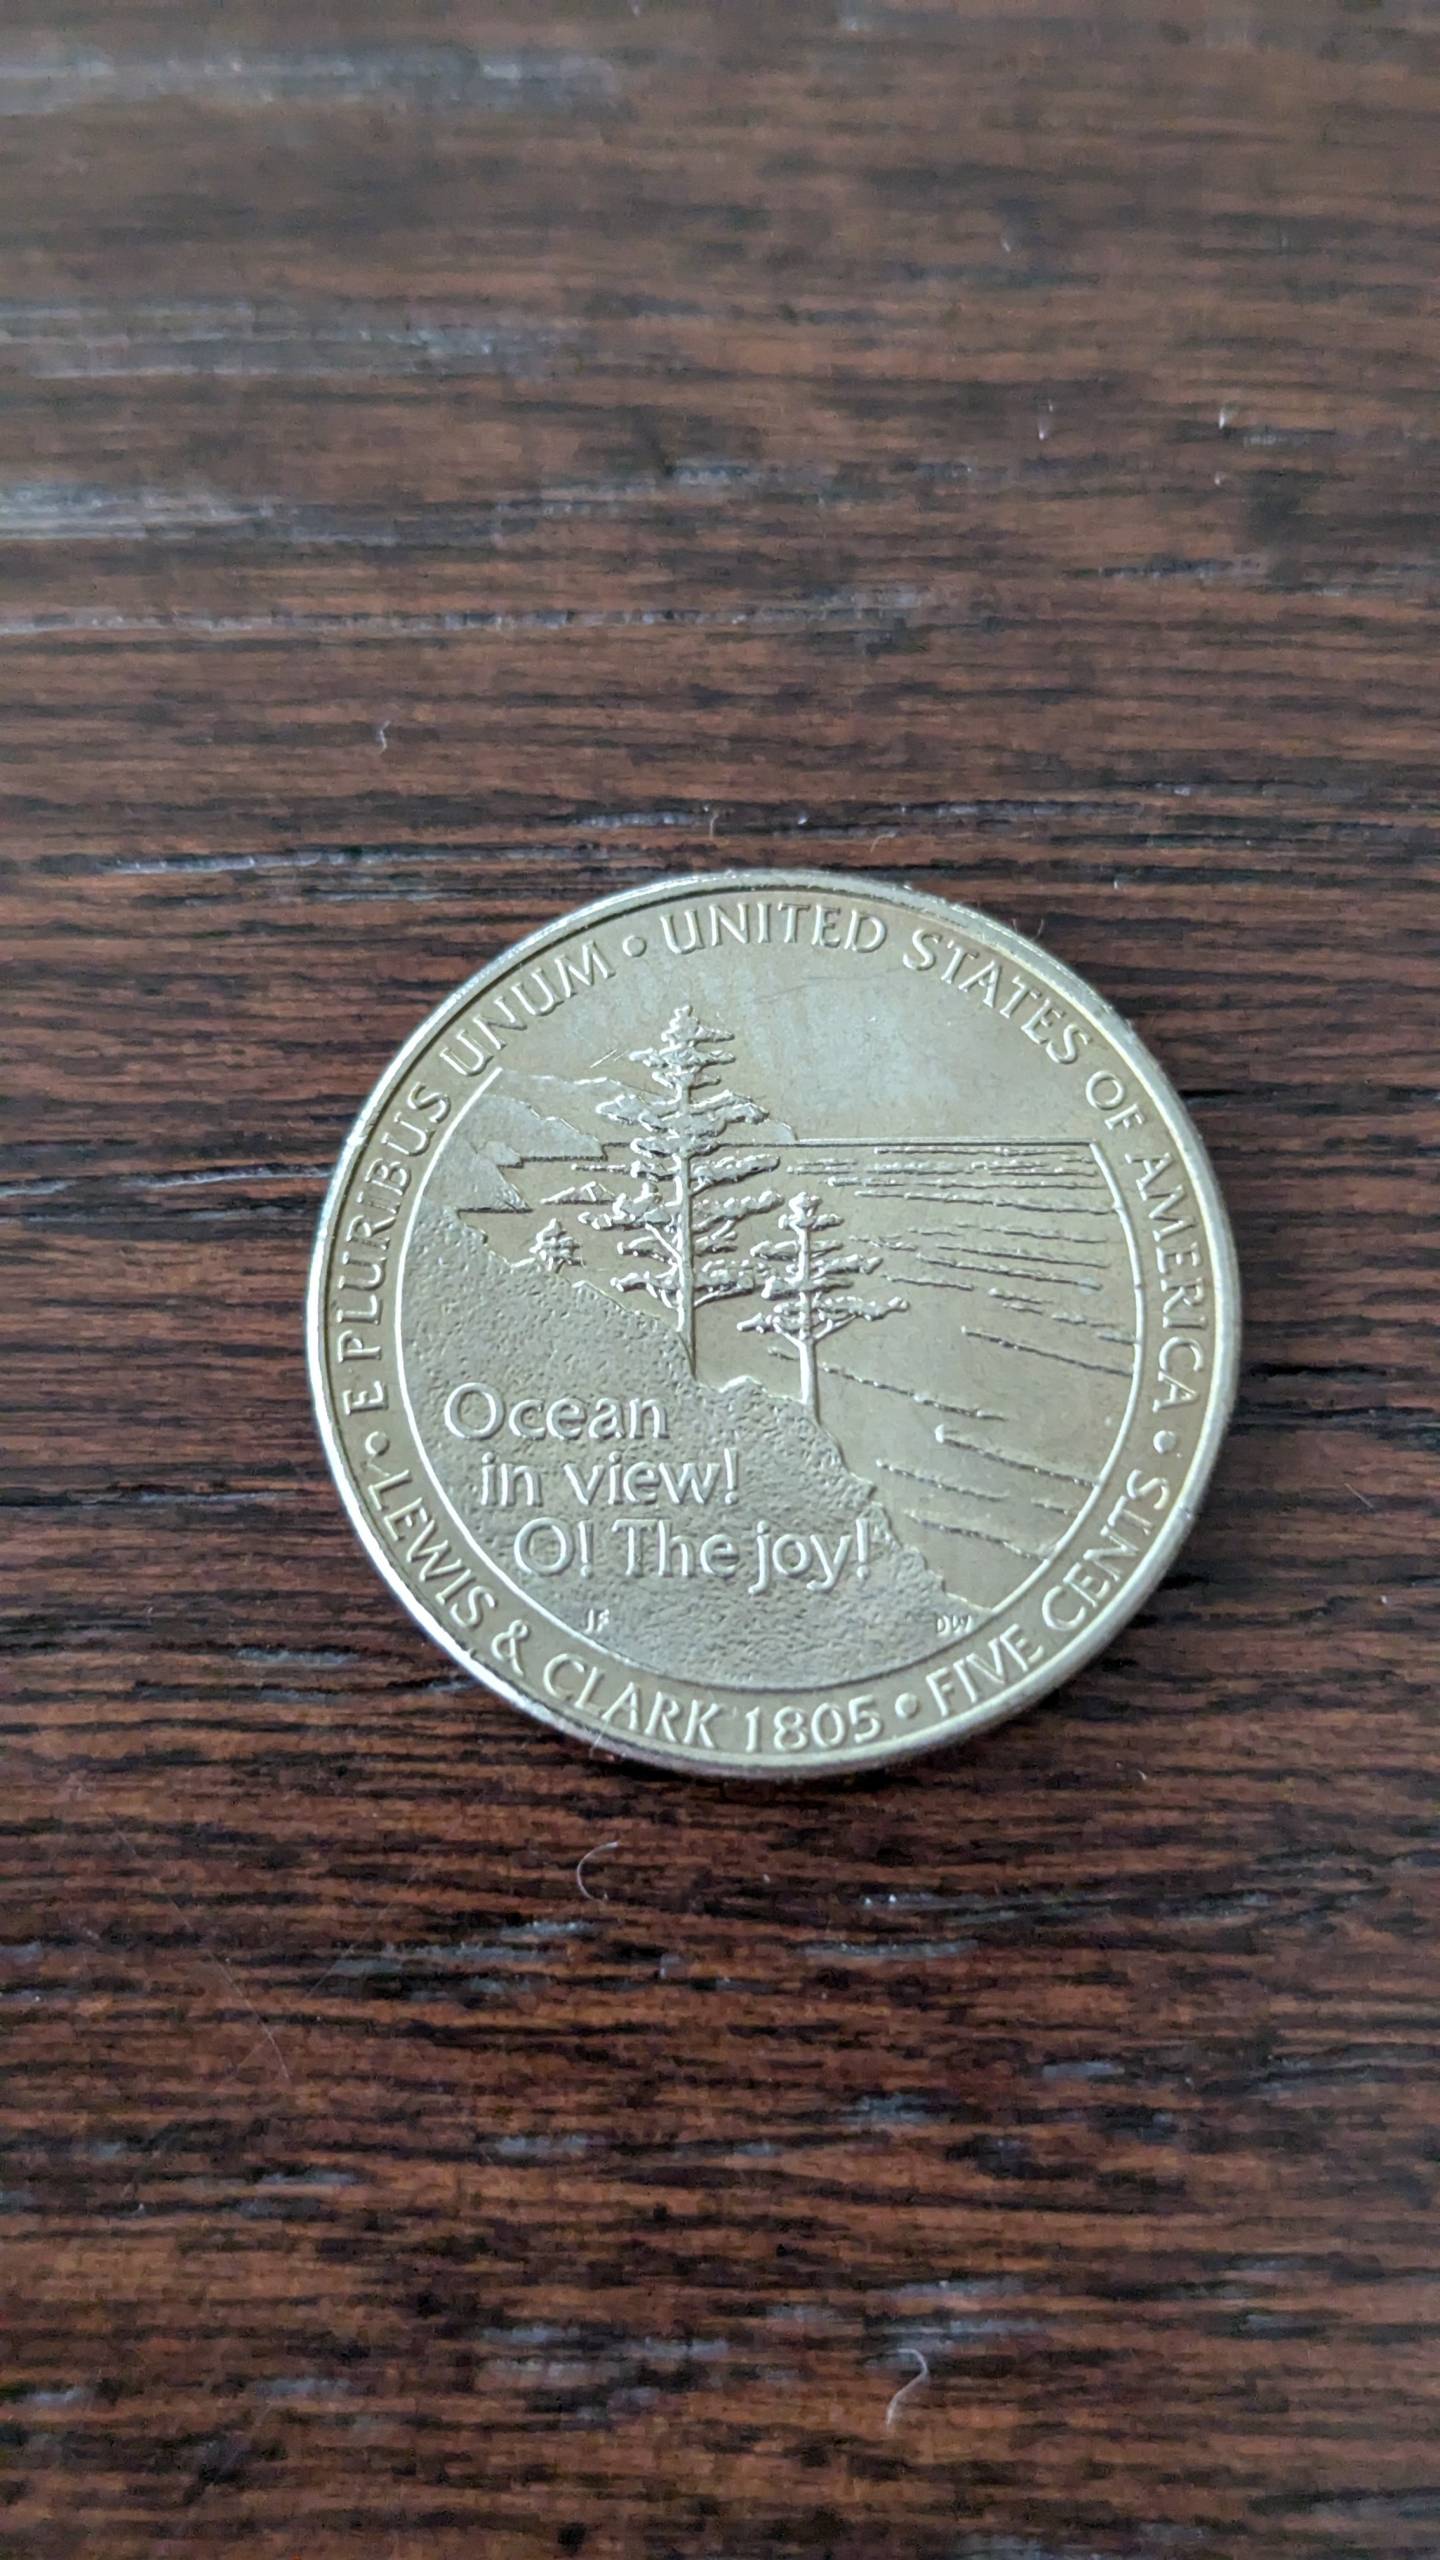 E PLURIBUS UNUM • UNITED STATES OF AMERICA • FIVE CENTS
• LEWIS & CLARK 1805 •
Ocean
in view!
O! The joy!
JF
DW